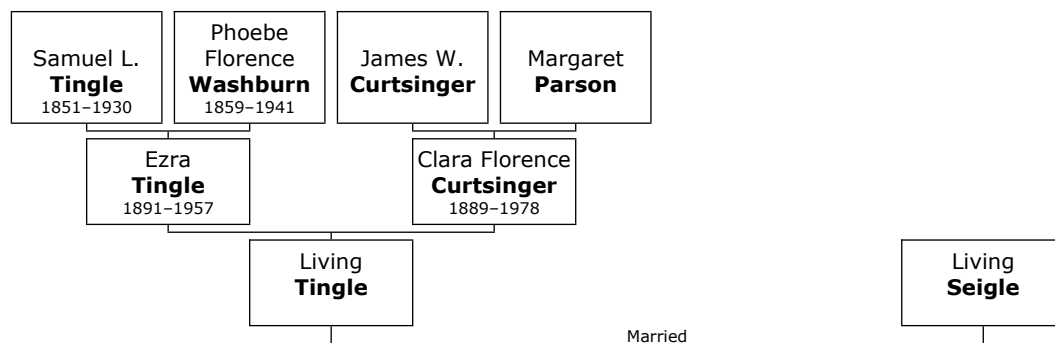 Samuel L.
Tingle
1851–1930
Phoebe
Florence
Washburn
1859–1941
James W.
Curtsinger
Margaret
Parson
Ezra
Tingle
1891–1957
Clara Florence
Curtsinger
1889–1978
Living
Tingle
Living
Seigle
Married